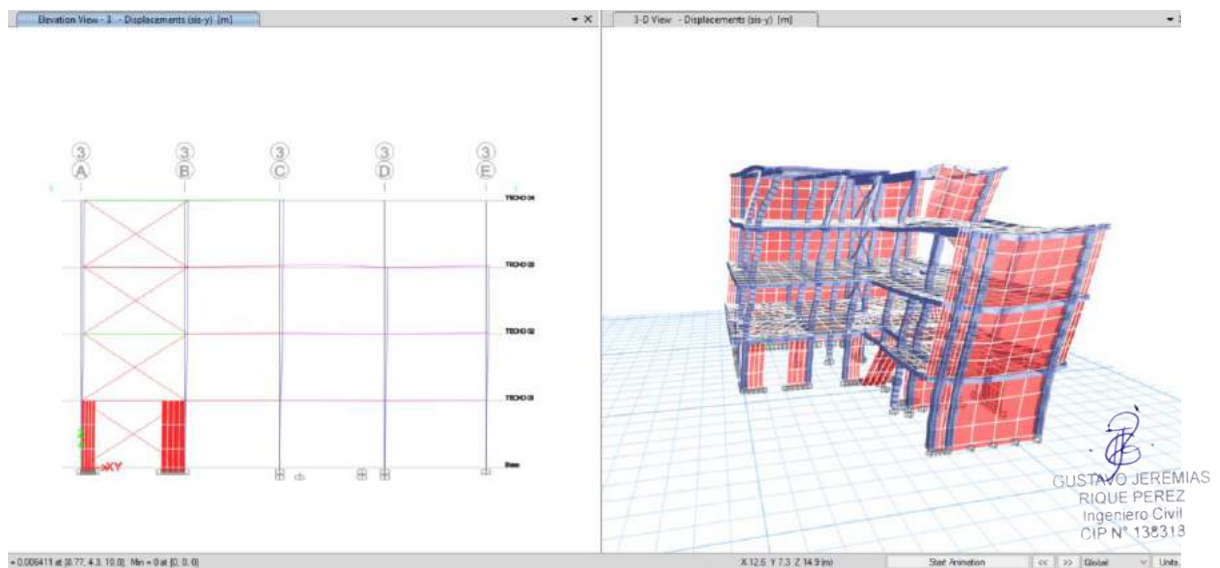 Elevation View - 3 - Displacements (sis-y) [m]
3-D View - Displacements (sis-y) [m]
3 3 3 3 3
A B C D E
TECHO 04
TECHO 03
TECHO 02
TECHO 01
XY
Base
GUSTAVO JEREMIAS
RIQUE PEREZ
Ingeniero Civil
CIP N° 138318
X 12.5 Y 7.3 Z 14.9 (m)
Start Animation
<< >>
Global
Units.